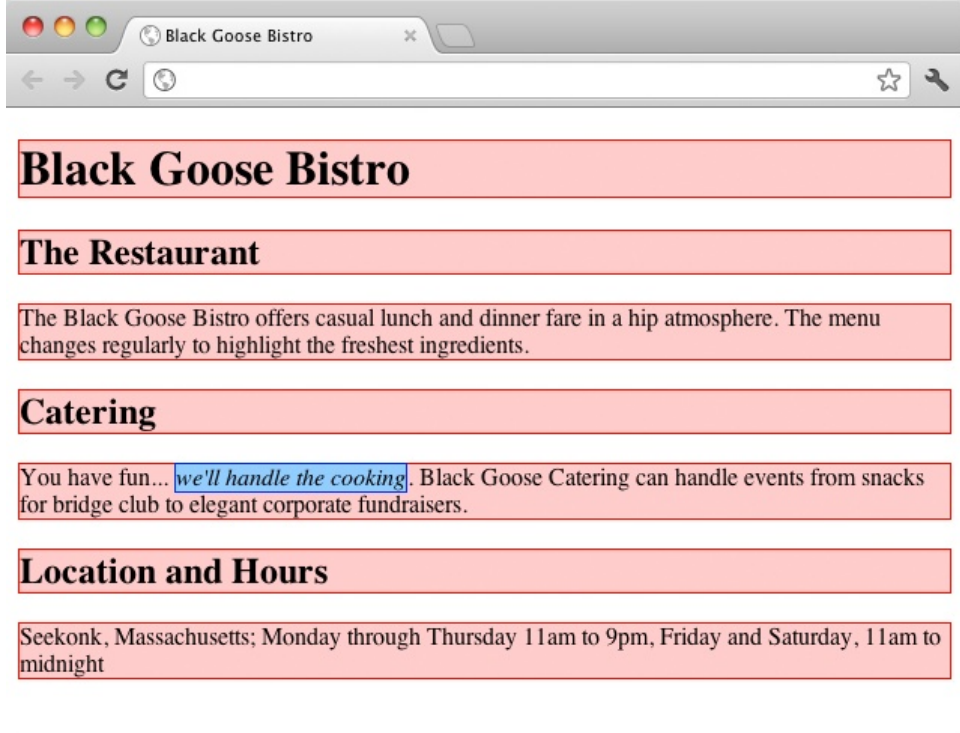 Black Goose Bistro
Black Goose Bistro
The Restaurant
The Black Goose Bistro offers casual lunch and dinner fare in a hip atmosphere. The menu
changes regularly to highlight the freshest ingredients.
Catering
You have fun... we'll handle the cooking. Black Goose Catering can handle events from snacks
for bridge club to elegant corporate fundraisers.
Location and Hours
Seekonk, Massachusetts; Monday through Thursday 11am to 9pm, Friday and Saturday, 11am to
midnight